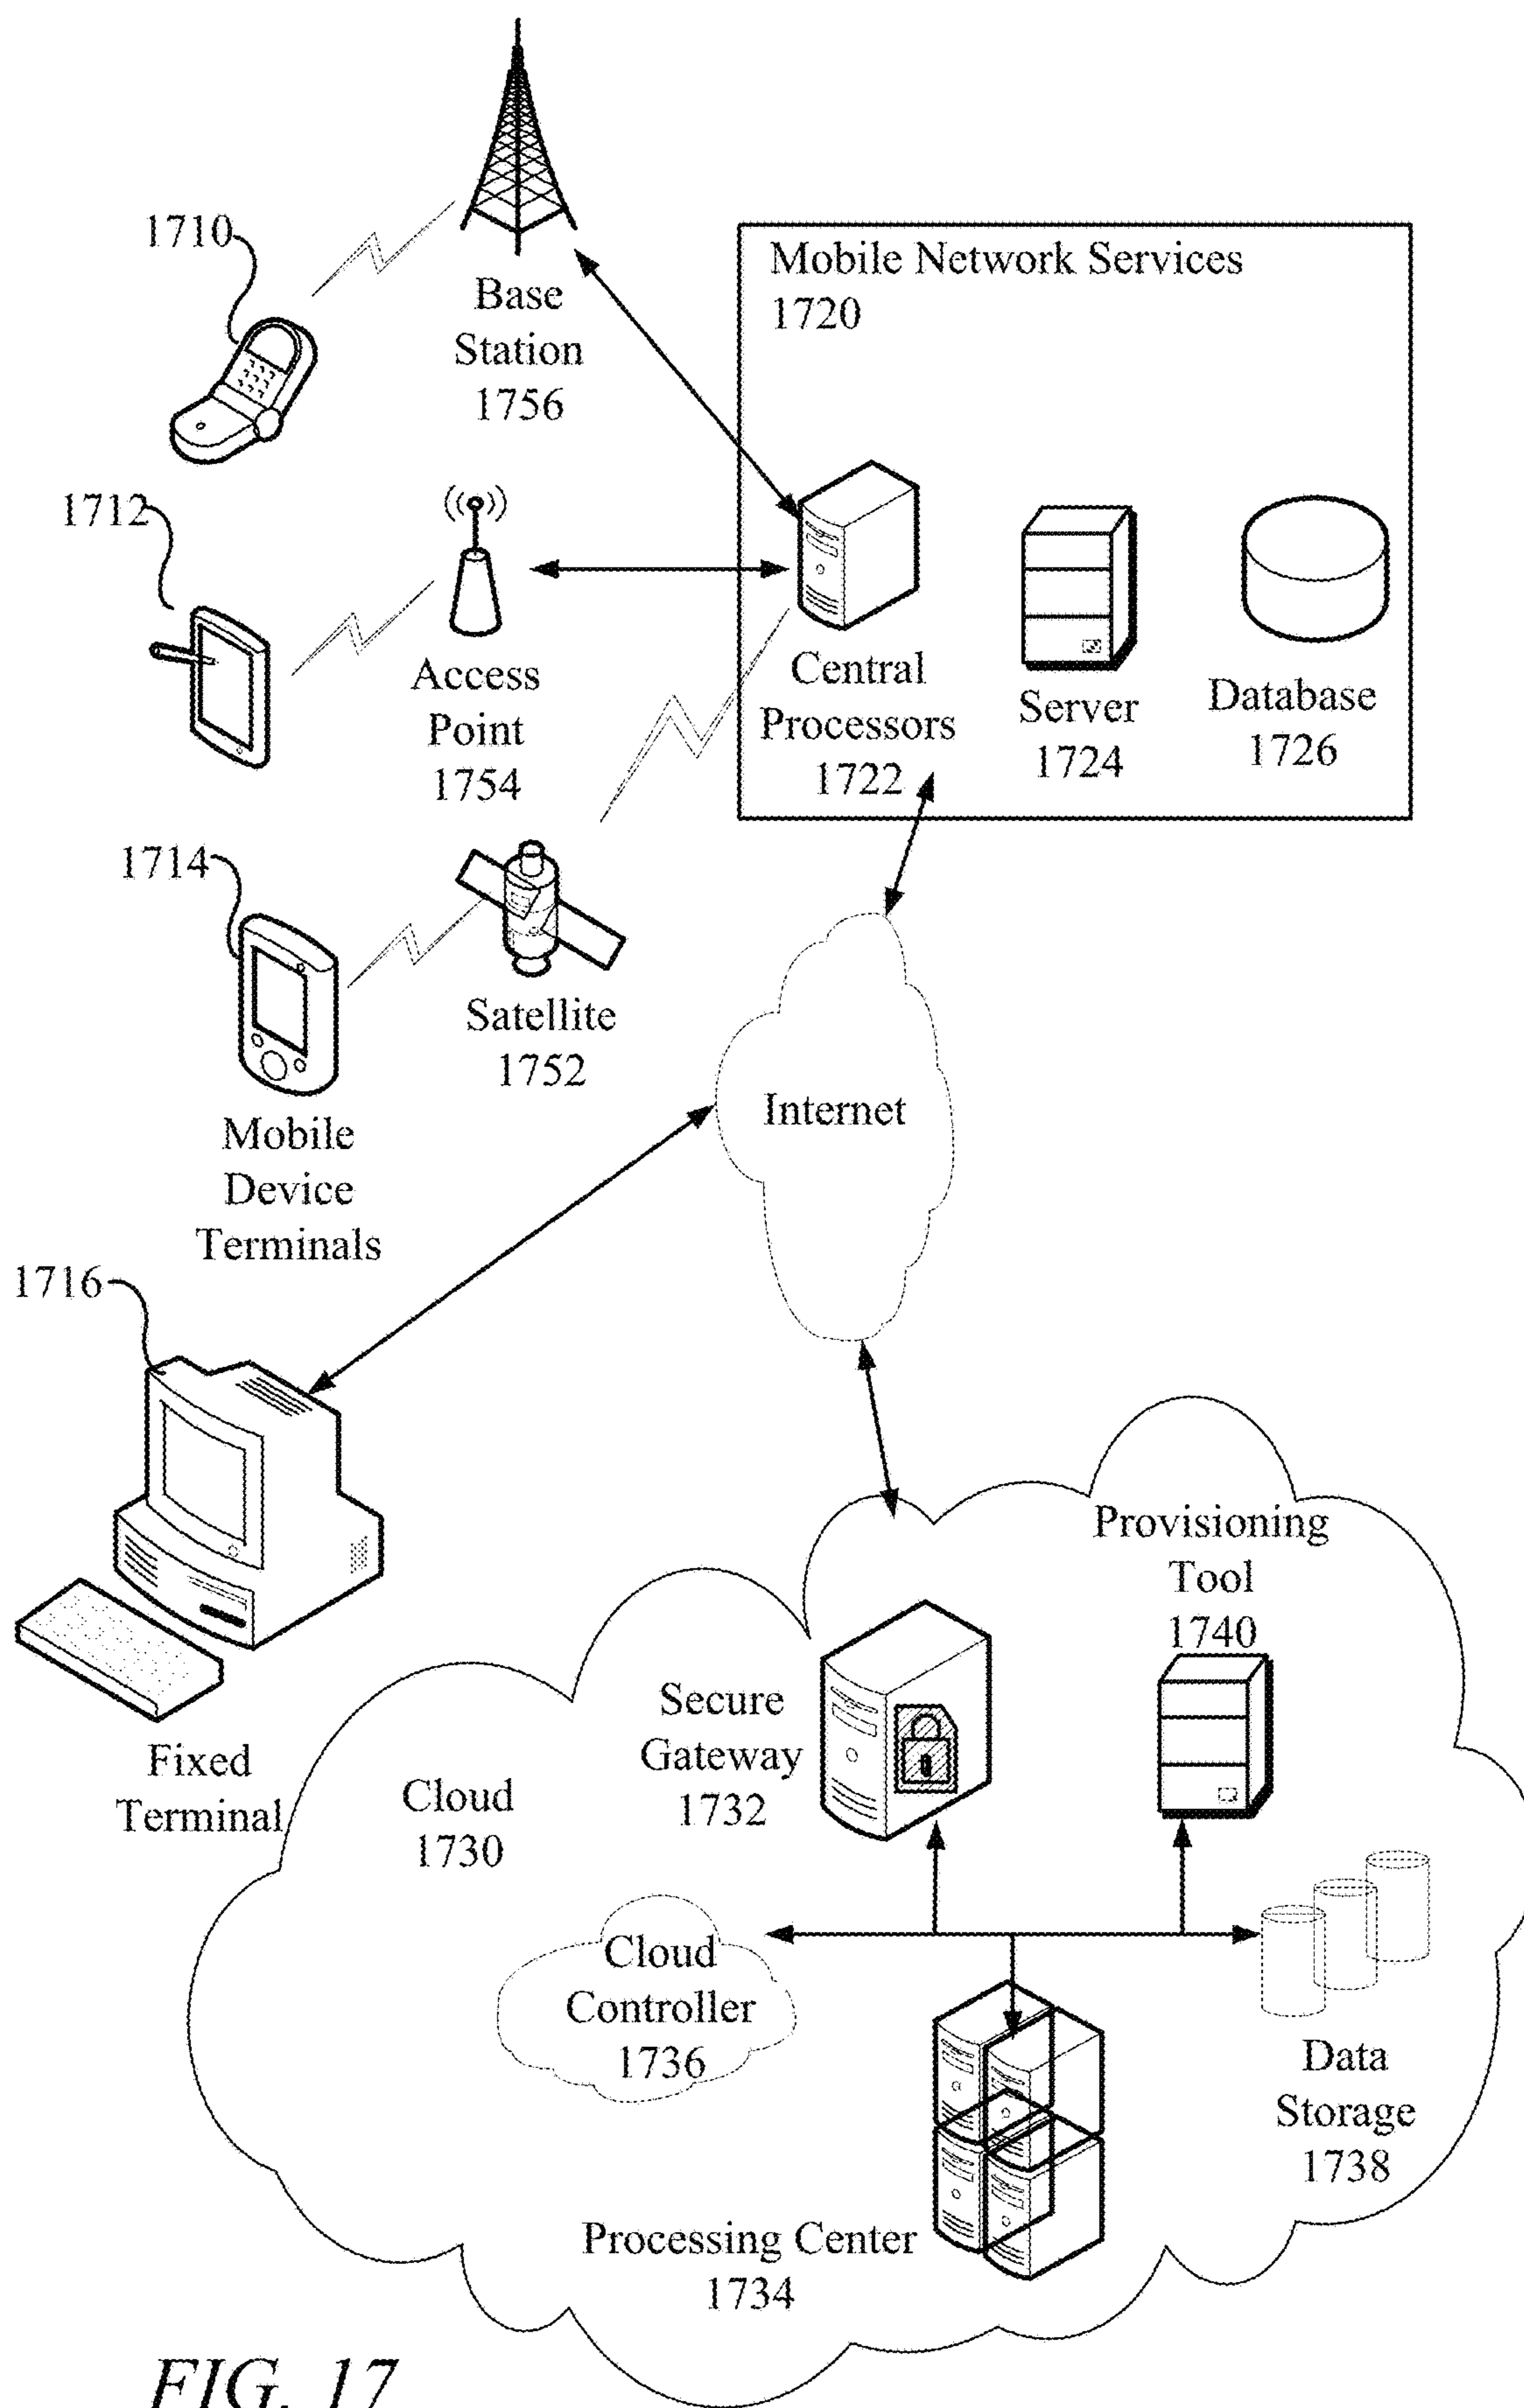 1710
Base
Station
1756
Mobile Network Services
1720
1712
Access
Point
1754
Central
Processors
1722
Server
1724
Database
1726
1714
Satellite
1752
Mobile
Device
Terminals
Internet
1716
Fixed
Terminal
Provisioning
Tool
1740
Secure
Gateway
1732
Cloud
1730
Cloud
Controller
1736
Data
Storage
1738
Processing Center
1734
FIG. 17